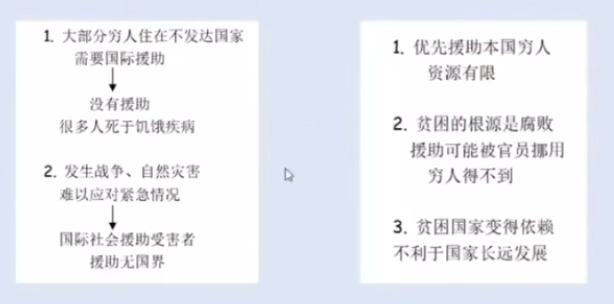 1. 大部分穷人住在不发达国家
需要国际援助
没有援助
很多人死于饥饿疾病
2. 发生战争、自然灾害
难以应对紧急情况
国际社会援助受害者
援助无国界
1. 优先援助本国穷人
资源有限
2. 贫困的根源是腐败
援助可能被官员挪用
穷人得不到
3. 贫困国家变得依赖
不利于国家长远发展